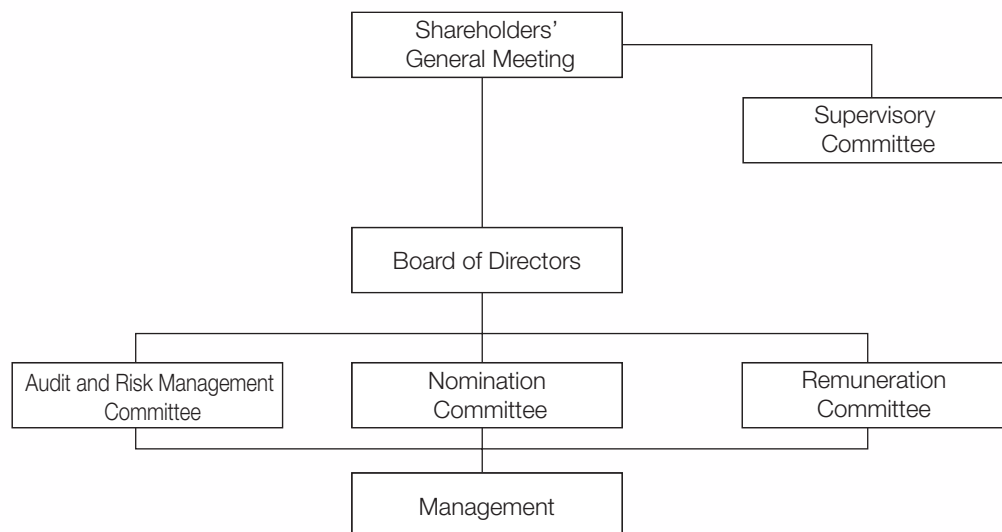 Shareholders’
General Meeting
Supervisory
Committee
Board of Directors
Audit and Risk Management
Committee
Nomination
Committee
Remuneration
Committee
Management